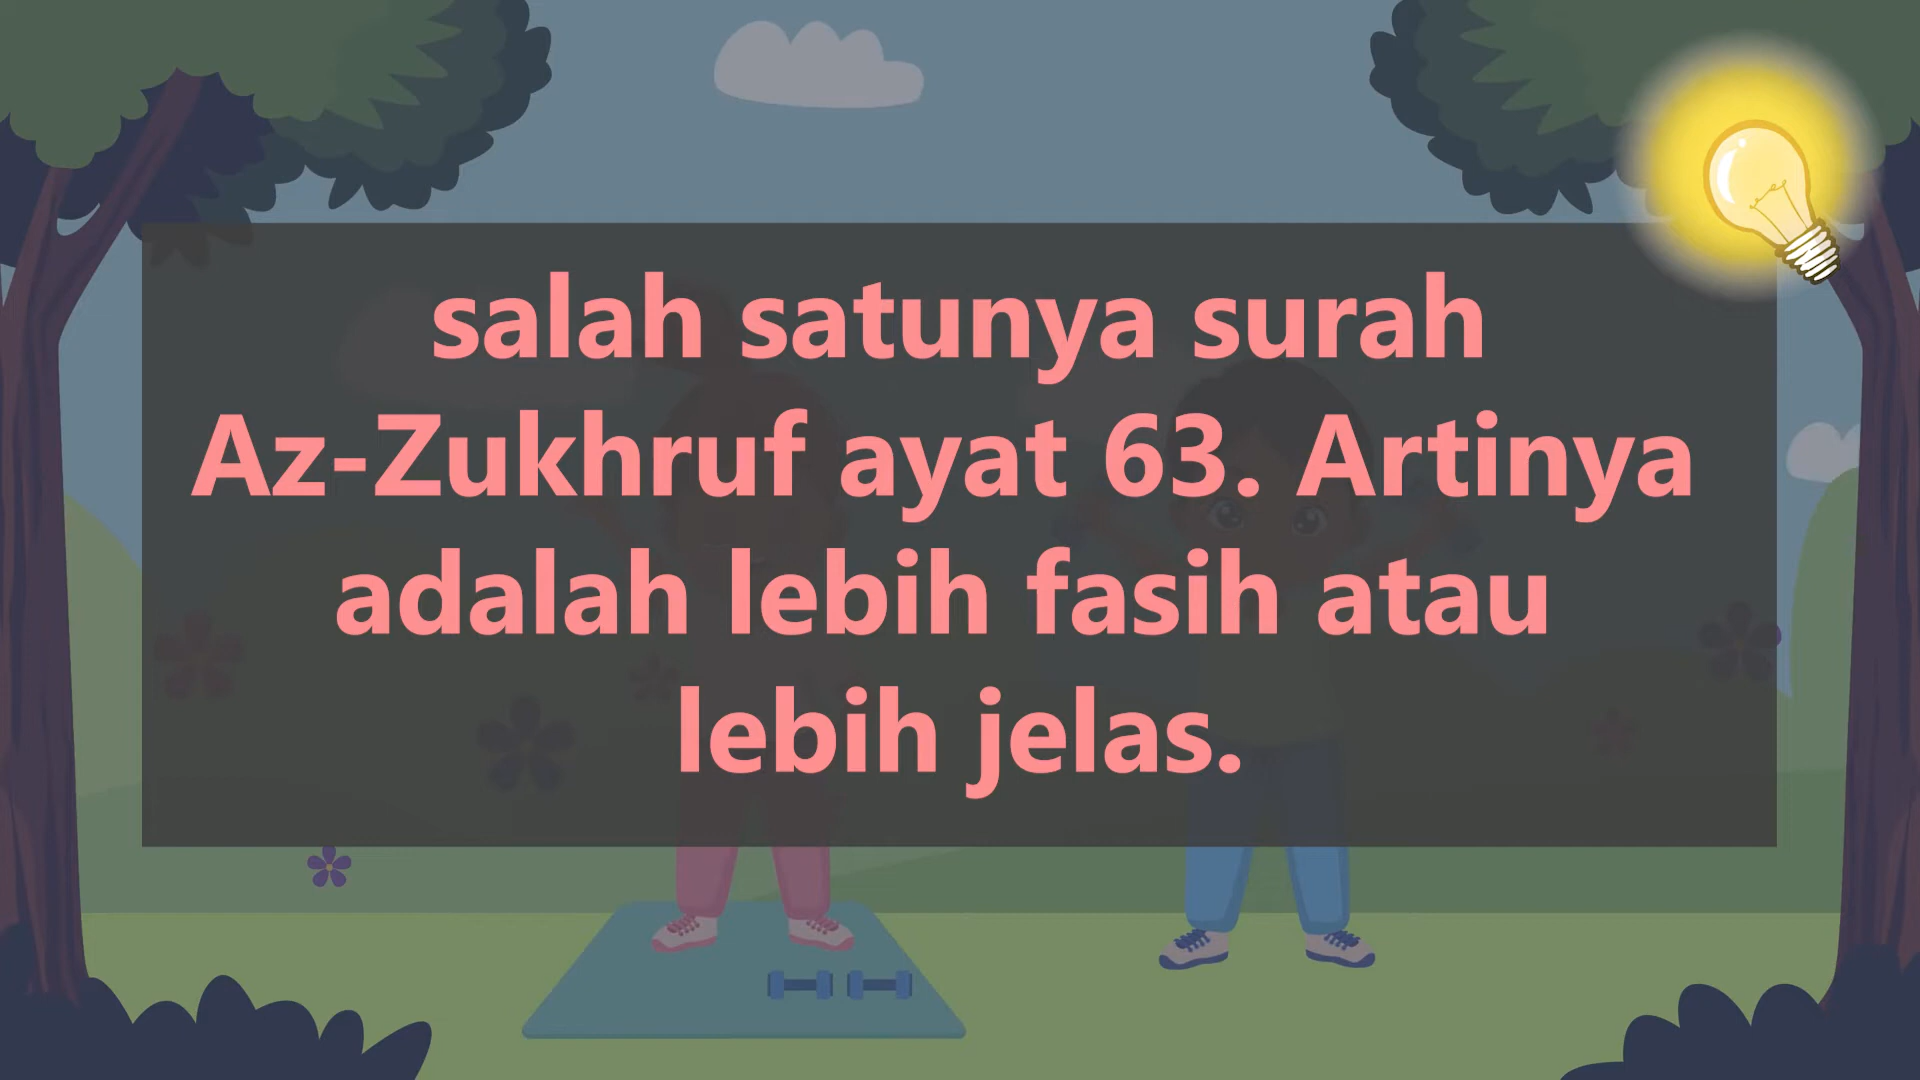 salah satunya surah
Az-Zukhruf ayat 63. Artinya
adalah lebih fasih atau
lebih jelas.